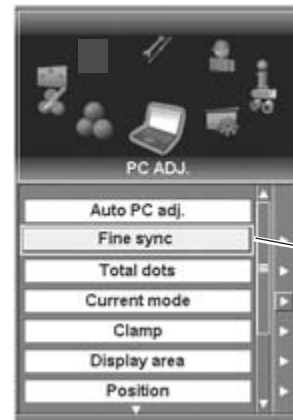 PC ADJ.
Auto PC adj.
Fine sync
Total dots
Current mode
Clamp
Display area
Position